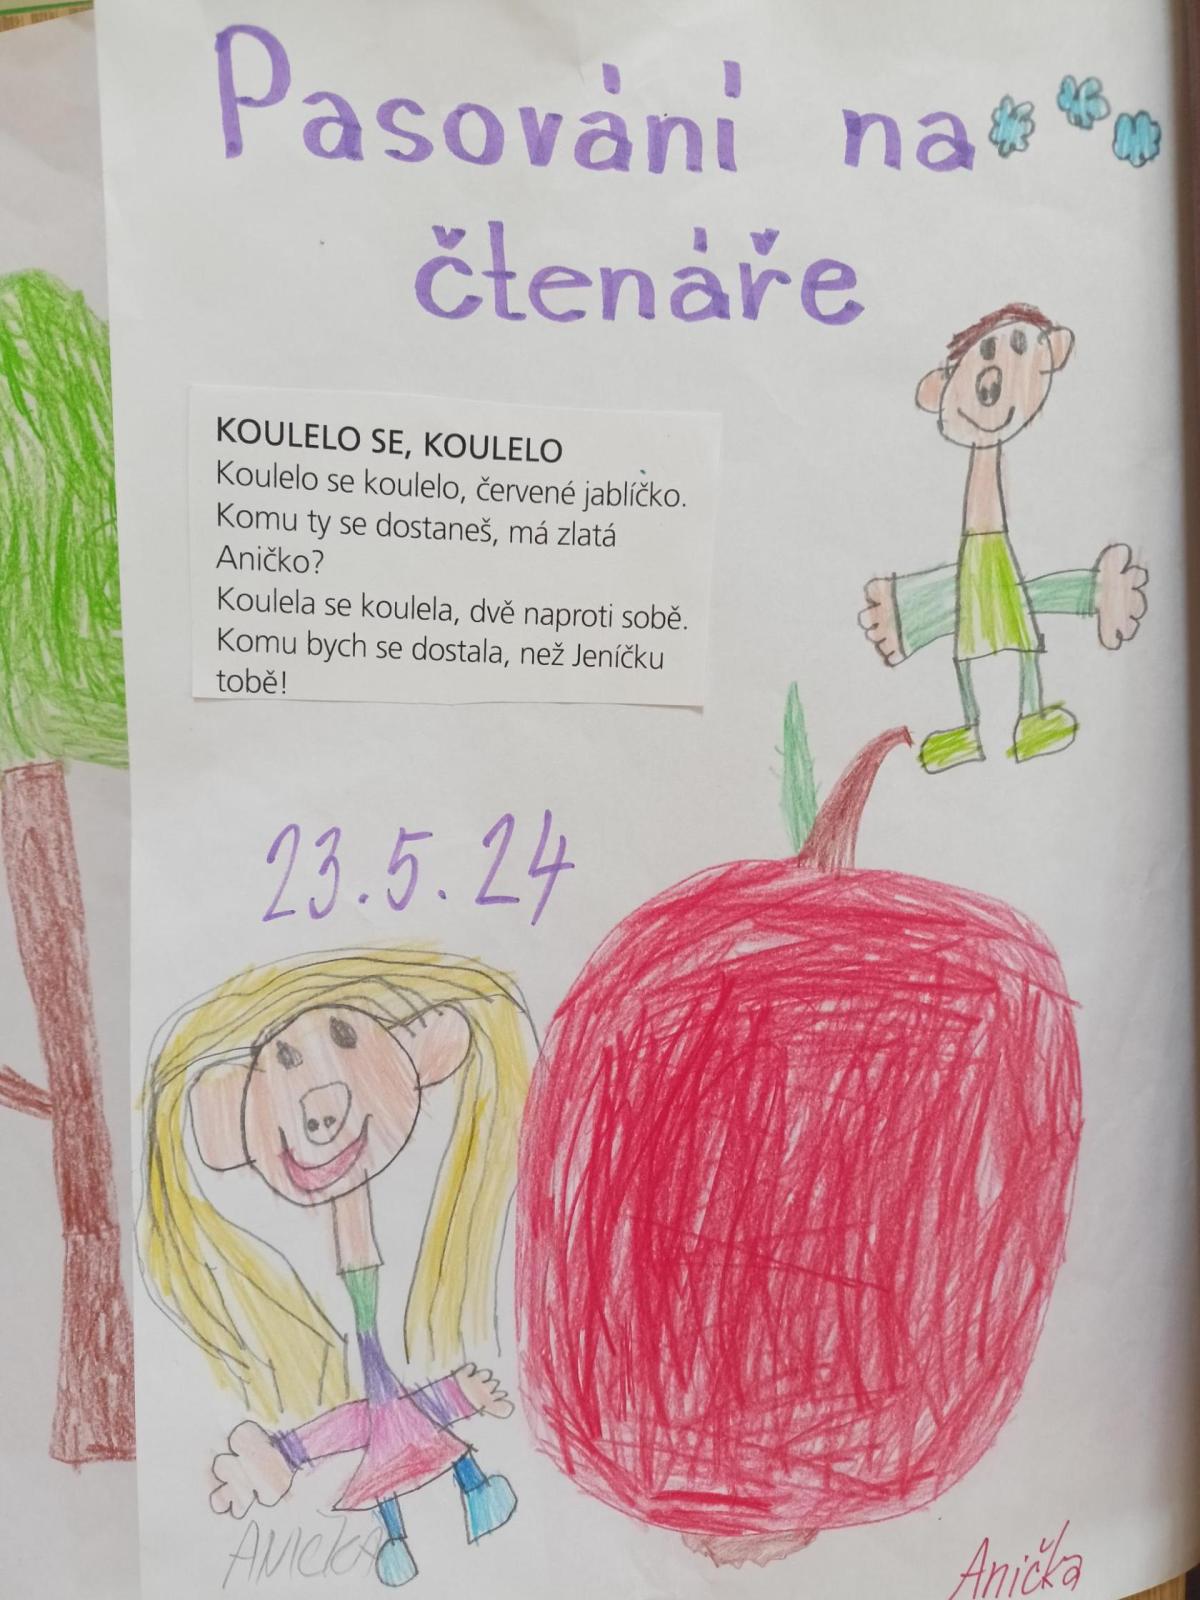 Pasování na
čtenáře
KOULELO SE, KOULELO
Koulelo se koulelo, červené jablíčko.
Komu ty se dostaneš, má zlatá
Aničko?
Koulela se koulela, dvě naproti sobě.
Komu bych se dostala, než Jeníčku
tobě!
23.5.24
ANIČKA
Anička